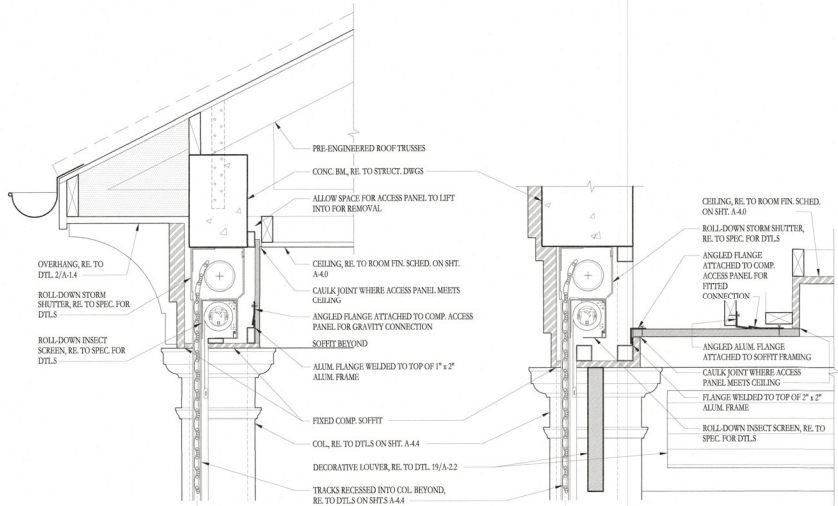 PRE-ENGINEERED ROOF TRUSSES
CONC. BM., RE. TO STRUCT. DWGS
ALLOW SPACE FOR ACCESS PANEL TO LIFT
INTO FOR REMOVAL
OVERHANG, RE. TO
DTL 2/A-1.4
ROLL-DOWN STORM
SHUTTER, RE. TO SPEC. FOR
DTLS
ROLL-DOWN INSECT
SCREEN, RE. TO SPEC. FOR
DTLS
CEILING, RE. TO ROOM FIN. SCHED. ON SHT.
A-4.0
CAULK JOINT WHERE ACCESS PANEL MEETS
CEILING
ANGLED FLANGE ATTACHED TO COMP. ACCESS
PANEL FOR GRAVITY CONNECTION
SOFFIT BEYOND
ALUM. FLANGE WELDED TO TOP OF 1" x 2"
ALUM. FRAME
FIXED COMP. SOFFIT
COL., RE. TO DTLS ON SHT. A-4.4
DECORATIVE LOUVER, RE. TO DTL. 19/A-2.2
TRACKS RECESSED INTO COL. BEYOND,
RE. TO DTLS ON SHT.S A-4.4
CEILING, RE. TO ROOM FIN. SCHED.
ON SHT. A-4.0
ROLL-DOWN STORM SHUTTER,
RE. TO SPEC. FOR DTLS
ANGLED FLANGE
ATTACHED TO COMP.
ACCESS PANEL FOR
FITTED
CONNECTION
ANGLED ALUM. FLANGE
ATTACHED TO SOFFIT FRAMING
CAULK JOINT WHERE ACCESS
PANEL MEETS CEILING
FLANGE WELDED TO TOP OF 2" x 2"
ALUM. FRAME
ROLL-DOWN INSECT SCREEN, RE. TO
SPEC. FOR DTLS